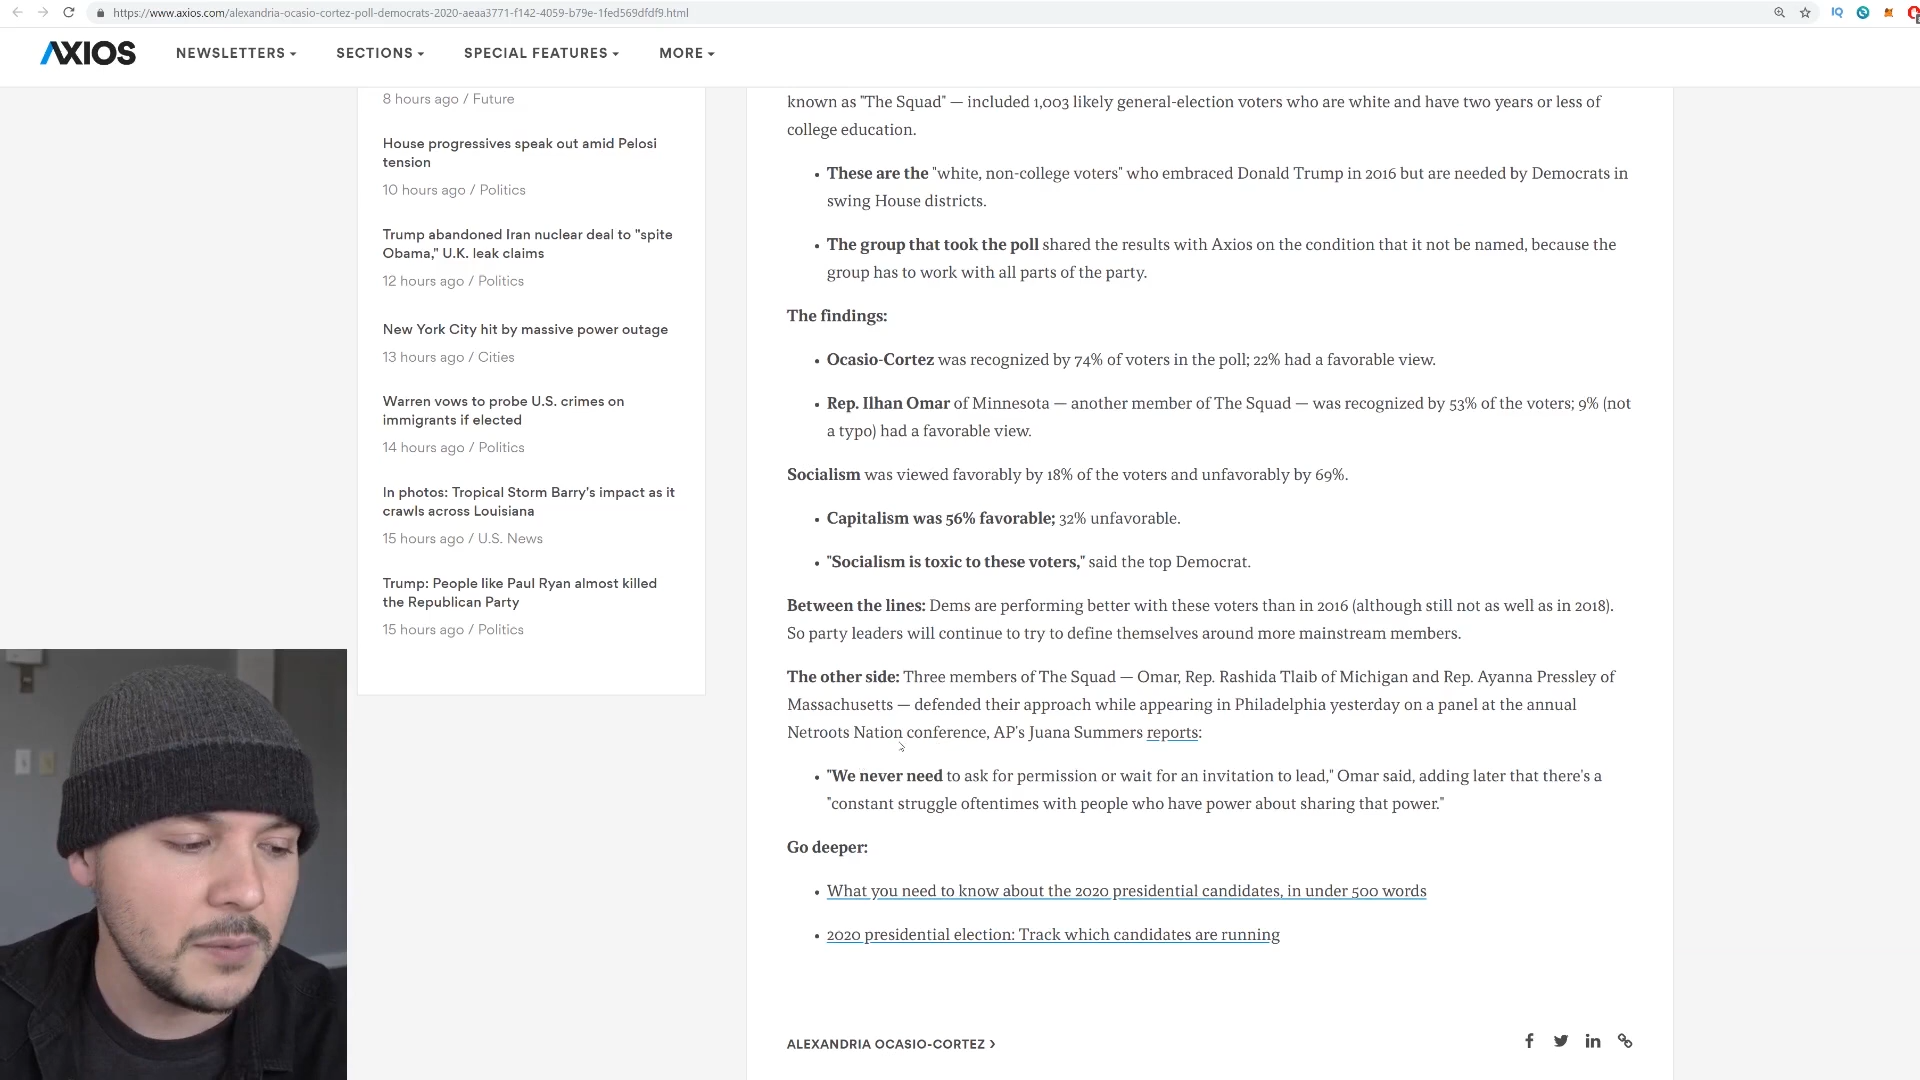 https://www.axios.com/alexandria-ocasio-cortez-poll-democrats-2020-aeaa3771-f142-4059-b79e-1fed569dfdf9.html
AXIOS
NEWSLETTERS
SECTIONS
SPECIAL FEATURES
MORE
8 hours ago / Future
House progressives speak out amid Pelosi
tension
10 hours ago / Politics
Trump abandoned Iran nuclear deal to "spite
Obama," U.K. leak claims
12 hours ago / Politics
New York City hit by massive power outage
13 hours ago / Cities
Warren vows to probe U.S. crimes on
immigrants if elected
14 hours ago / Politics
In photos: Tropical Storm Barry's impact as it
crawls across Louisiana
15 hours ago / U.S. News
Trump: People like Paul Ryan almost killed
the Republican Party
15 hours ago / Politics
known as "The Squad" — included 1,003 likely general-election voters who are white and have two years or less of
college education.
• These are the "white, non-college voters" who embraced Donald Trump in 2016 but are needed by Democrats in
swing House districts.
• The group that took the poll shared the results with Axios on the condition that it not be named, because the
group has to work with all parts of the party.
The findings:
• Ocasio-Cortez was recognized by 74% of voters in the poll; 22% had a favorable view.
• Rep. Ilhan Omar of Minnesota — another member of The Squad — was recognized by 53% of the voters; 9% (not
a typo) had a favorable view.
Socialism was viewed favorably by 18% of the voters and unfavorably by 69%.
• Capitalism was 56% favorable; 32% unfavorable.
• "Socialism is toxic to these voters," said the top Democrat.
Between the lines: Dems are performing better with these voters than in 2016 (although still not as well as in 2018).
So party leaders will continue to try to define themselves around more mainstream members.
The other side: Three members of The Squad — Omar, Rep. Rashida Tlaib of Michigan and Rep. Ayanna Pressley of
Massachusetts — defended their approach while appearing in Philadelphia yesterday on a panel at the annual
Netroots Nation conference, AP's Juana Summers reports:
• "We never need to ask for permission or wait for an invitation to lead," Omar said, adding later that there's a
"constant struggle oftentimes with people who have power about sharing that power."
Go deeper:
• What you need to know about the 2020 presidential candidates, in under 500 words
• 2020 presidential election: Track which candidates are running
ALEXANDRIA OCASIO-CORTEZ >